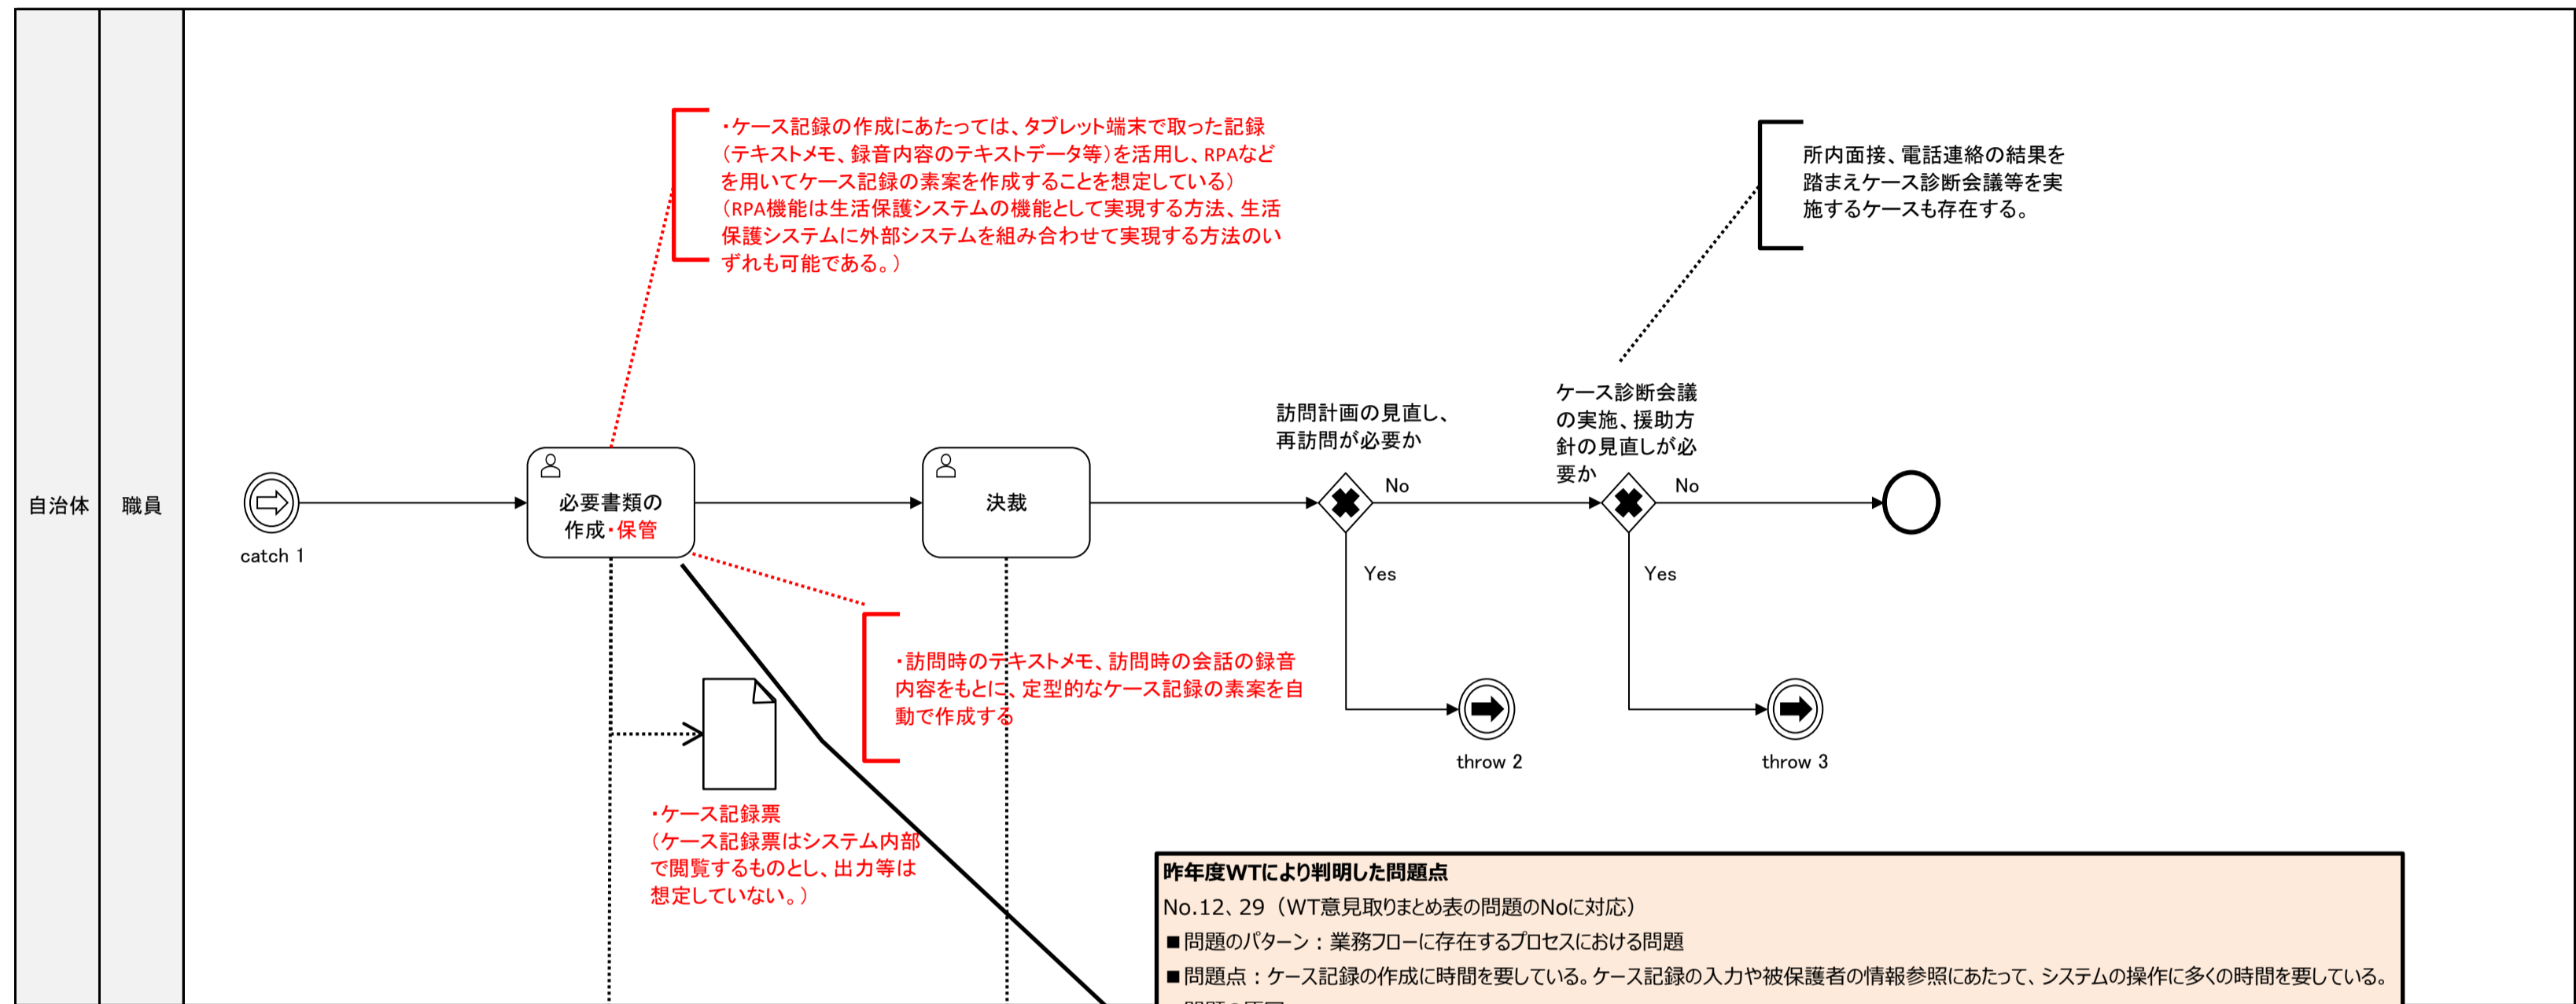 自治体
職員
・ケース記録の作成にあたっては、タブレット端末で取った記録
（テキストメモ、録音内容のテキストデータ等）を活用し、RPAなど
を用いてケース記録の素案を作成することを想定している）
（RPA機能は生活保護システムの機能として実現する方法、生活
保護システムに外部システムを組み合わせて実現する方法のい
ずれも可能である。）
所内面接、電話連絡の結果を
踏まえケース診断会議等を実
施するケースも存在する。
catch 1
必要書類の
作成・保管
決裁
訪問計画の見直し、
再訪問が必要か
No
Yes
throw 2
ケース診断会議
の実施、援助方
針の見直しが必
要か
No
Yes
throw 3
・訪問時のテキストメモ、訪問時の会話の録音
内容をもとに、定型的なケース記録の素案を自
動で作成する
・ケース記録票
（ケース記録票はシステム内部
で閲覧するものとし、出力等は
想定していない。）
昨年度WTにより判明した問題点
No.12、29（WT意見取りまとめ表の問題のNoに対応）
■問題のパターン：業務フローに存在するプロセスにおける問題
■問題点：ケース記録の作成に時間を要している。ケース記録の入力や被保護者の情報参照にあたって、システムの操作に多くの時間を要している。